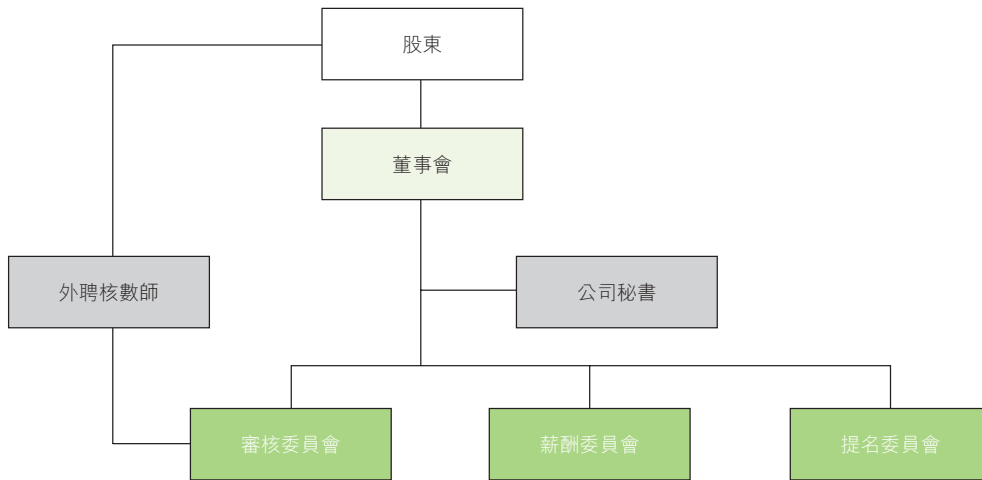 股東
董事會
外聘核數師
公司秘書
審核委員會
薪酬委員會
提名委員會